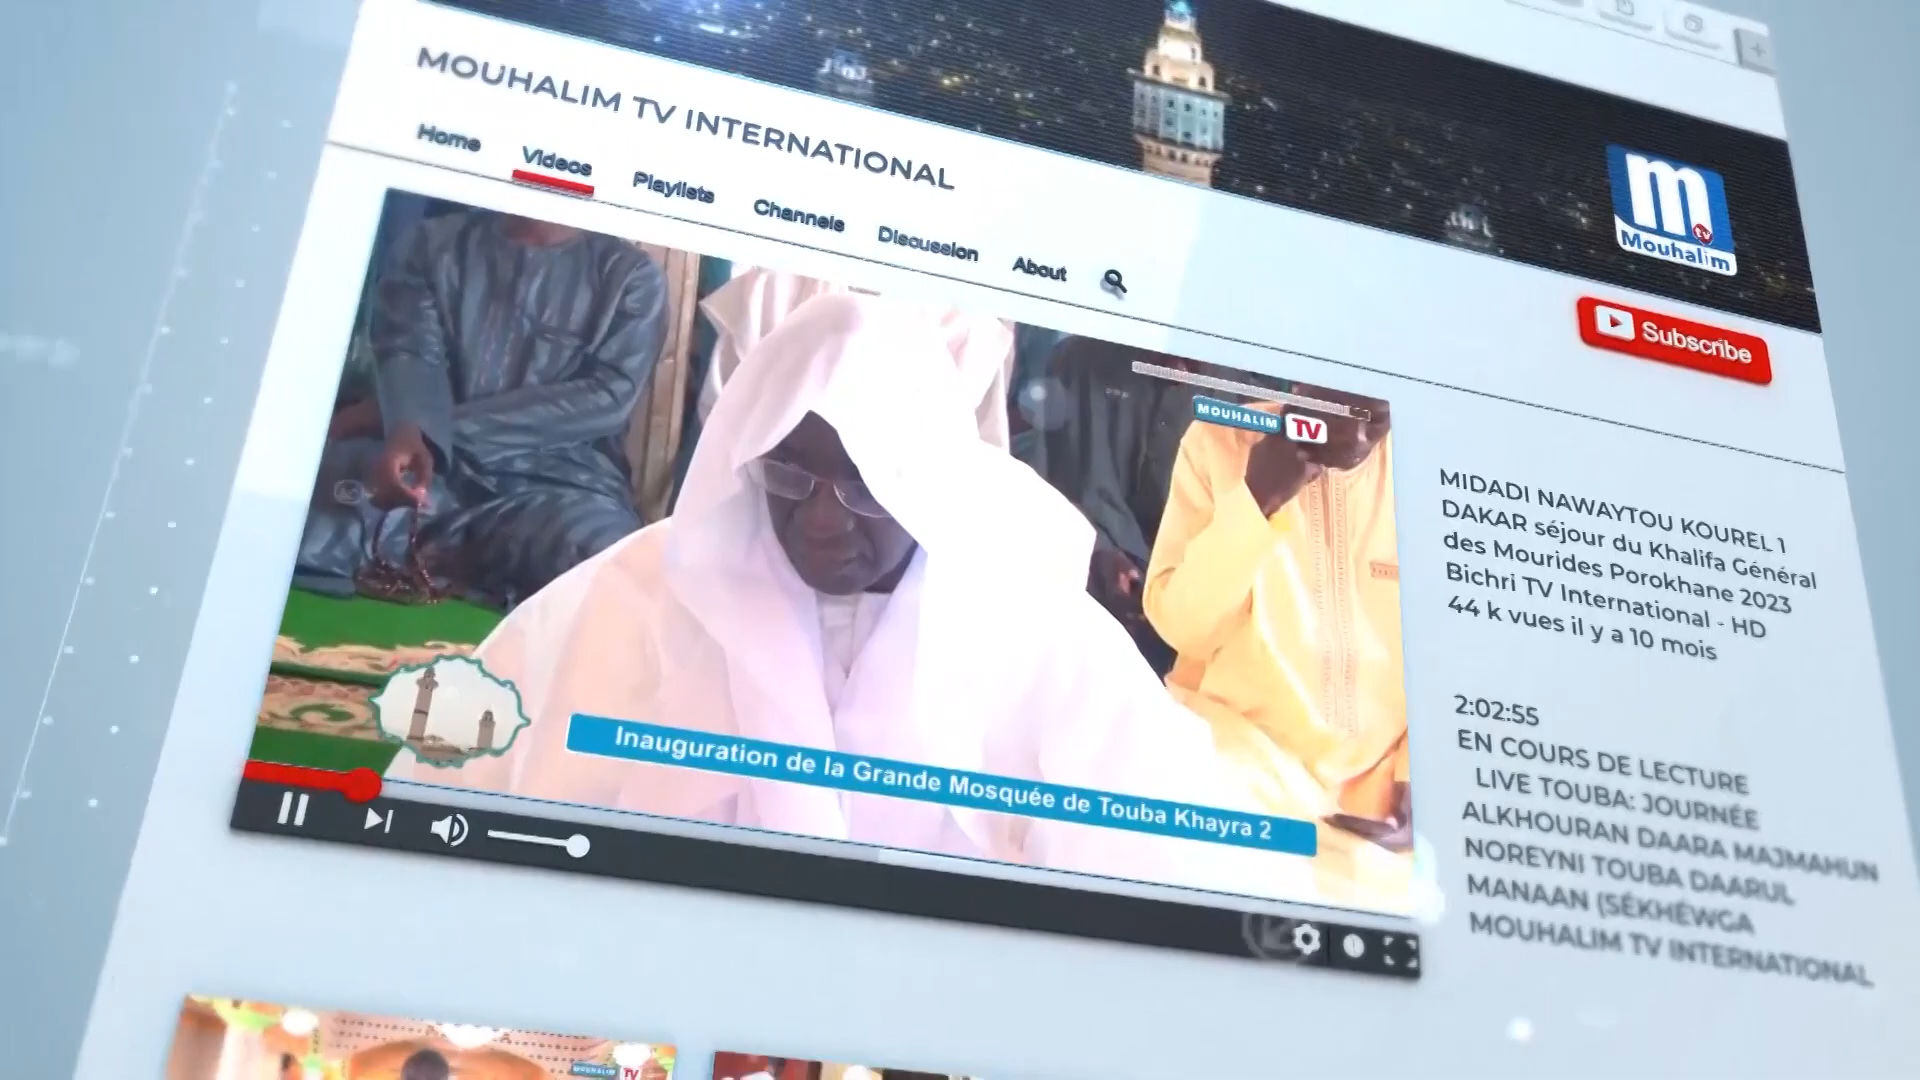 MOUHALIM TV INTERNATIONAL
Home Videos Playlists Channels Discussion About
m
tv
Mouhalim
Subscribe
MOUHALIM TV
Inauguration de la Grande Mosquée de Touba Khayra 2
MIDADI NAWAYTOU KOUREL 1
DAKAR séjour du Khalifa Général
des Mourides Porokhane 2023
Bichri TV International - HD
44 k vues il y a 10 mois
2:02:55
EN COURS DE LECTURE
LIVE TOUBA: JOURNÉE
ALKHOURAN DAARA MAJMAHUN
NOREYNI TOUBA DAARUL
MANAAN (SÉKHÉWGA
MOUHALIM TV INTERNATIONAL
MOUHALIM TV